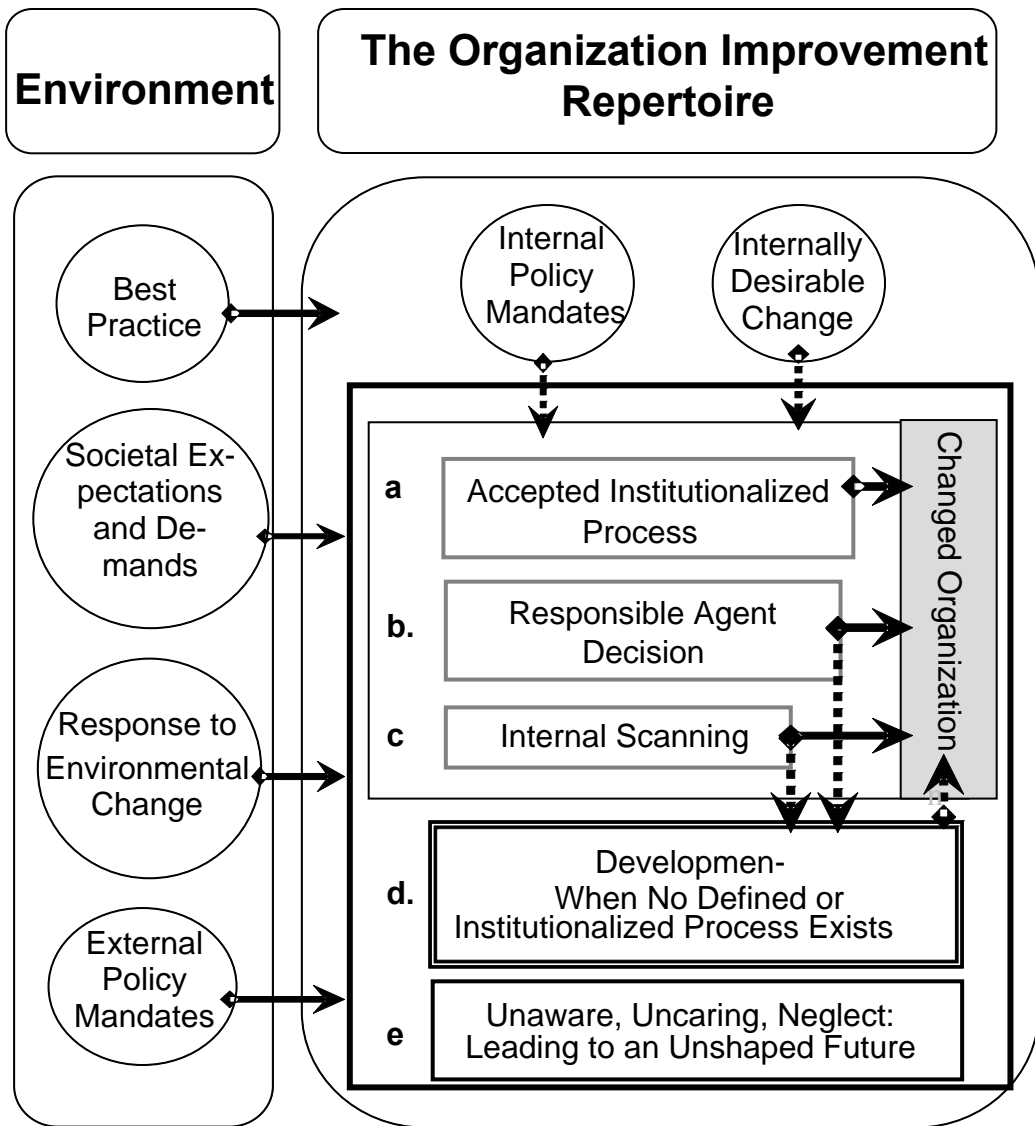 Environment
The Organization Improvement
Repertoire
Best
Practice
Societal Ex-
pectations
and De-
mands
Response to
Environmental
Change
External
Policy
Mandates
Internal
Policy
Mandates
Internally
Desirable
Change
a
Accepted Institutionalized
Process
b.
Responsible Agent
Decision
c
Internal Scanning
Changed Organization
d.
Developmen-
When No Defined or
Institutionalized Process Exists
e
Unaware, Uncaring, Neglect:
Leading to an Unshaped Future